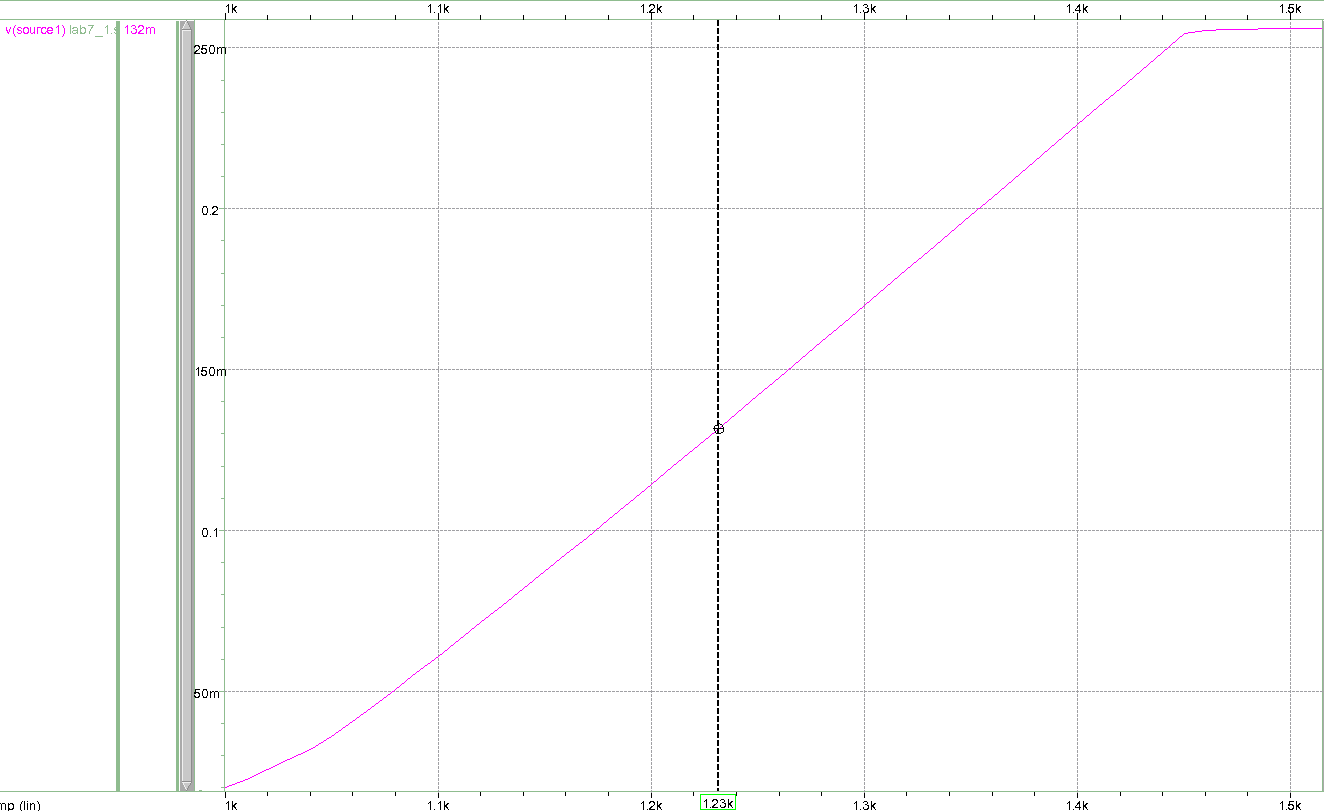 1k 1.1k 1.2k 1.3k 1.4k 1.5k
v(source1) lab7_1.s 132m
250m
0.2
150m
0.1
50m
1k 1.1k 1.2k 1.23k 1.3k 1.4k 1.5k
mp (lin)